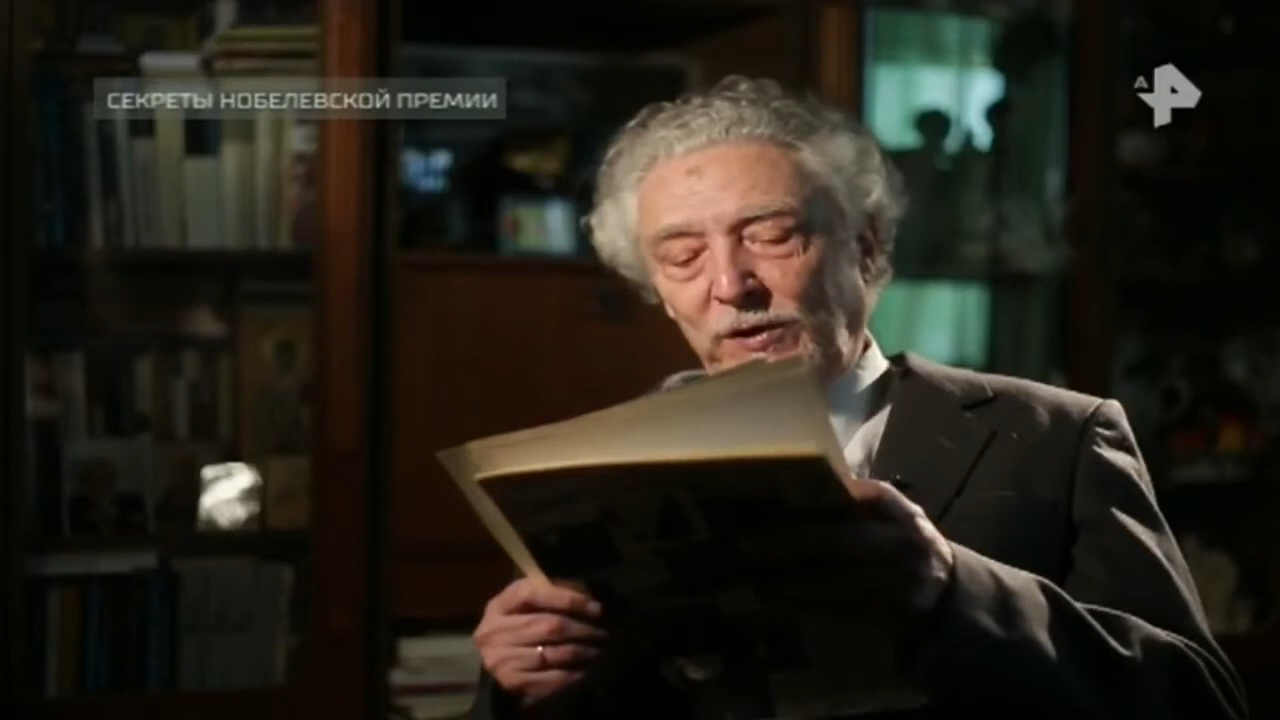 СЕКРЕТЫ НОБЕЛЕВСКОЙ ПРЕМИИ